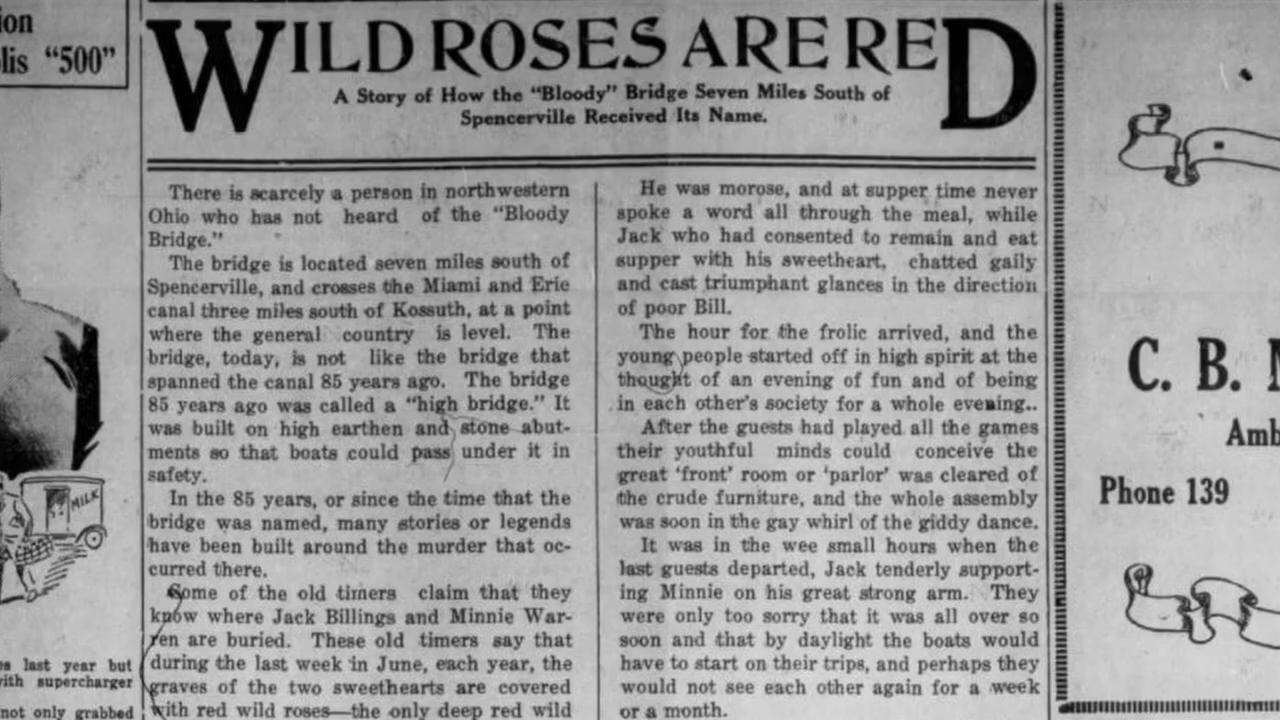 ion
lis "500"
MILK
es last year but
with supercharger
not only grabbed
WILD ROSES ARE RED
A Story of How the "Bloody" Bridge Seven Miles South of
Spencerville Received Its Name.
There is scarcely a person in northwestern
Ohio who has not heard of the "Bloody
Bridge."
The bridge is located seven miles south of
Spencerville, and crosses the Miami and Erie
canal three miles south of Kossuth, at a point
where the general country is level. The
bridge, today, is not like the bridge that
spanned the canal 85 years ago. The bridge
85 years ago was called a "high bridge." It
was built on high earthen and stone abut-
ments so that boats could pass under it in
safety.
In the 85 years, or since the time that the
bridge was named, many stories or legends
have been built around the murder that oc-
curred there.
Some of the old timers claim that they
know where Jack Billings and Minnie War-
ren are buried. These old timers say that
during the last week in June, each year, the
graves of the two sweethearts are covered
with red wild roses—the only deep red wild
He was morose, and at supper time never
spoke a word all through the meal, while
Jack who had consented to remain and eat
supper with his sweetheart, chatted gaily
and cast triumphant glances in the direction
of poor Bill.
The hour for the frolic arrived, and the
young people started off in high spirit at the
thought of an evening of fun and of being
in each other's society for a whole evening..
After the guests had played all the games
their youthful minds could conceive the
great 'front' room or 'parlor' was cleared of
the crude furniture, and the whole assembly
was soon in the gay whirl of the giddy dance.
It was in the wee small hours when the
last guests departed, Jack tenderly support-
ing Minnie on his great strong arm. They
were only too sorry that it was all over so
soon and that by daylight the boats would
have to start on their trips, and perhaps they
would not see each other again for a week
or a month.
C. B.
Amb
Phone 139